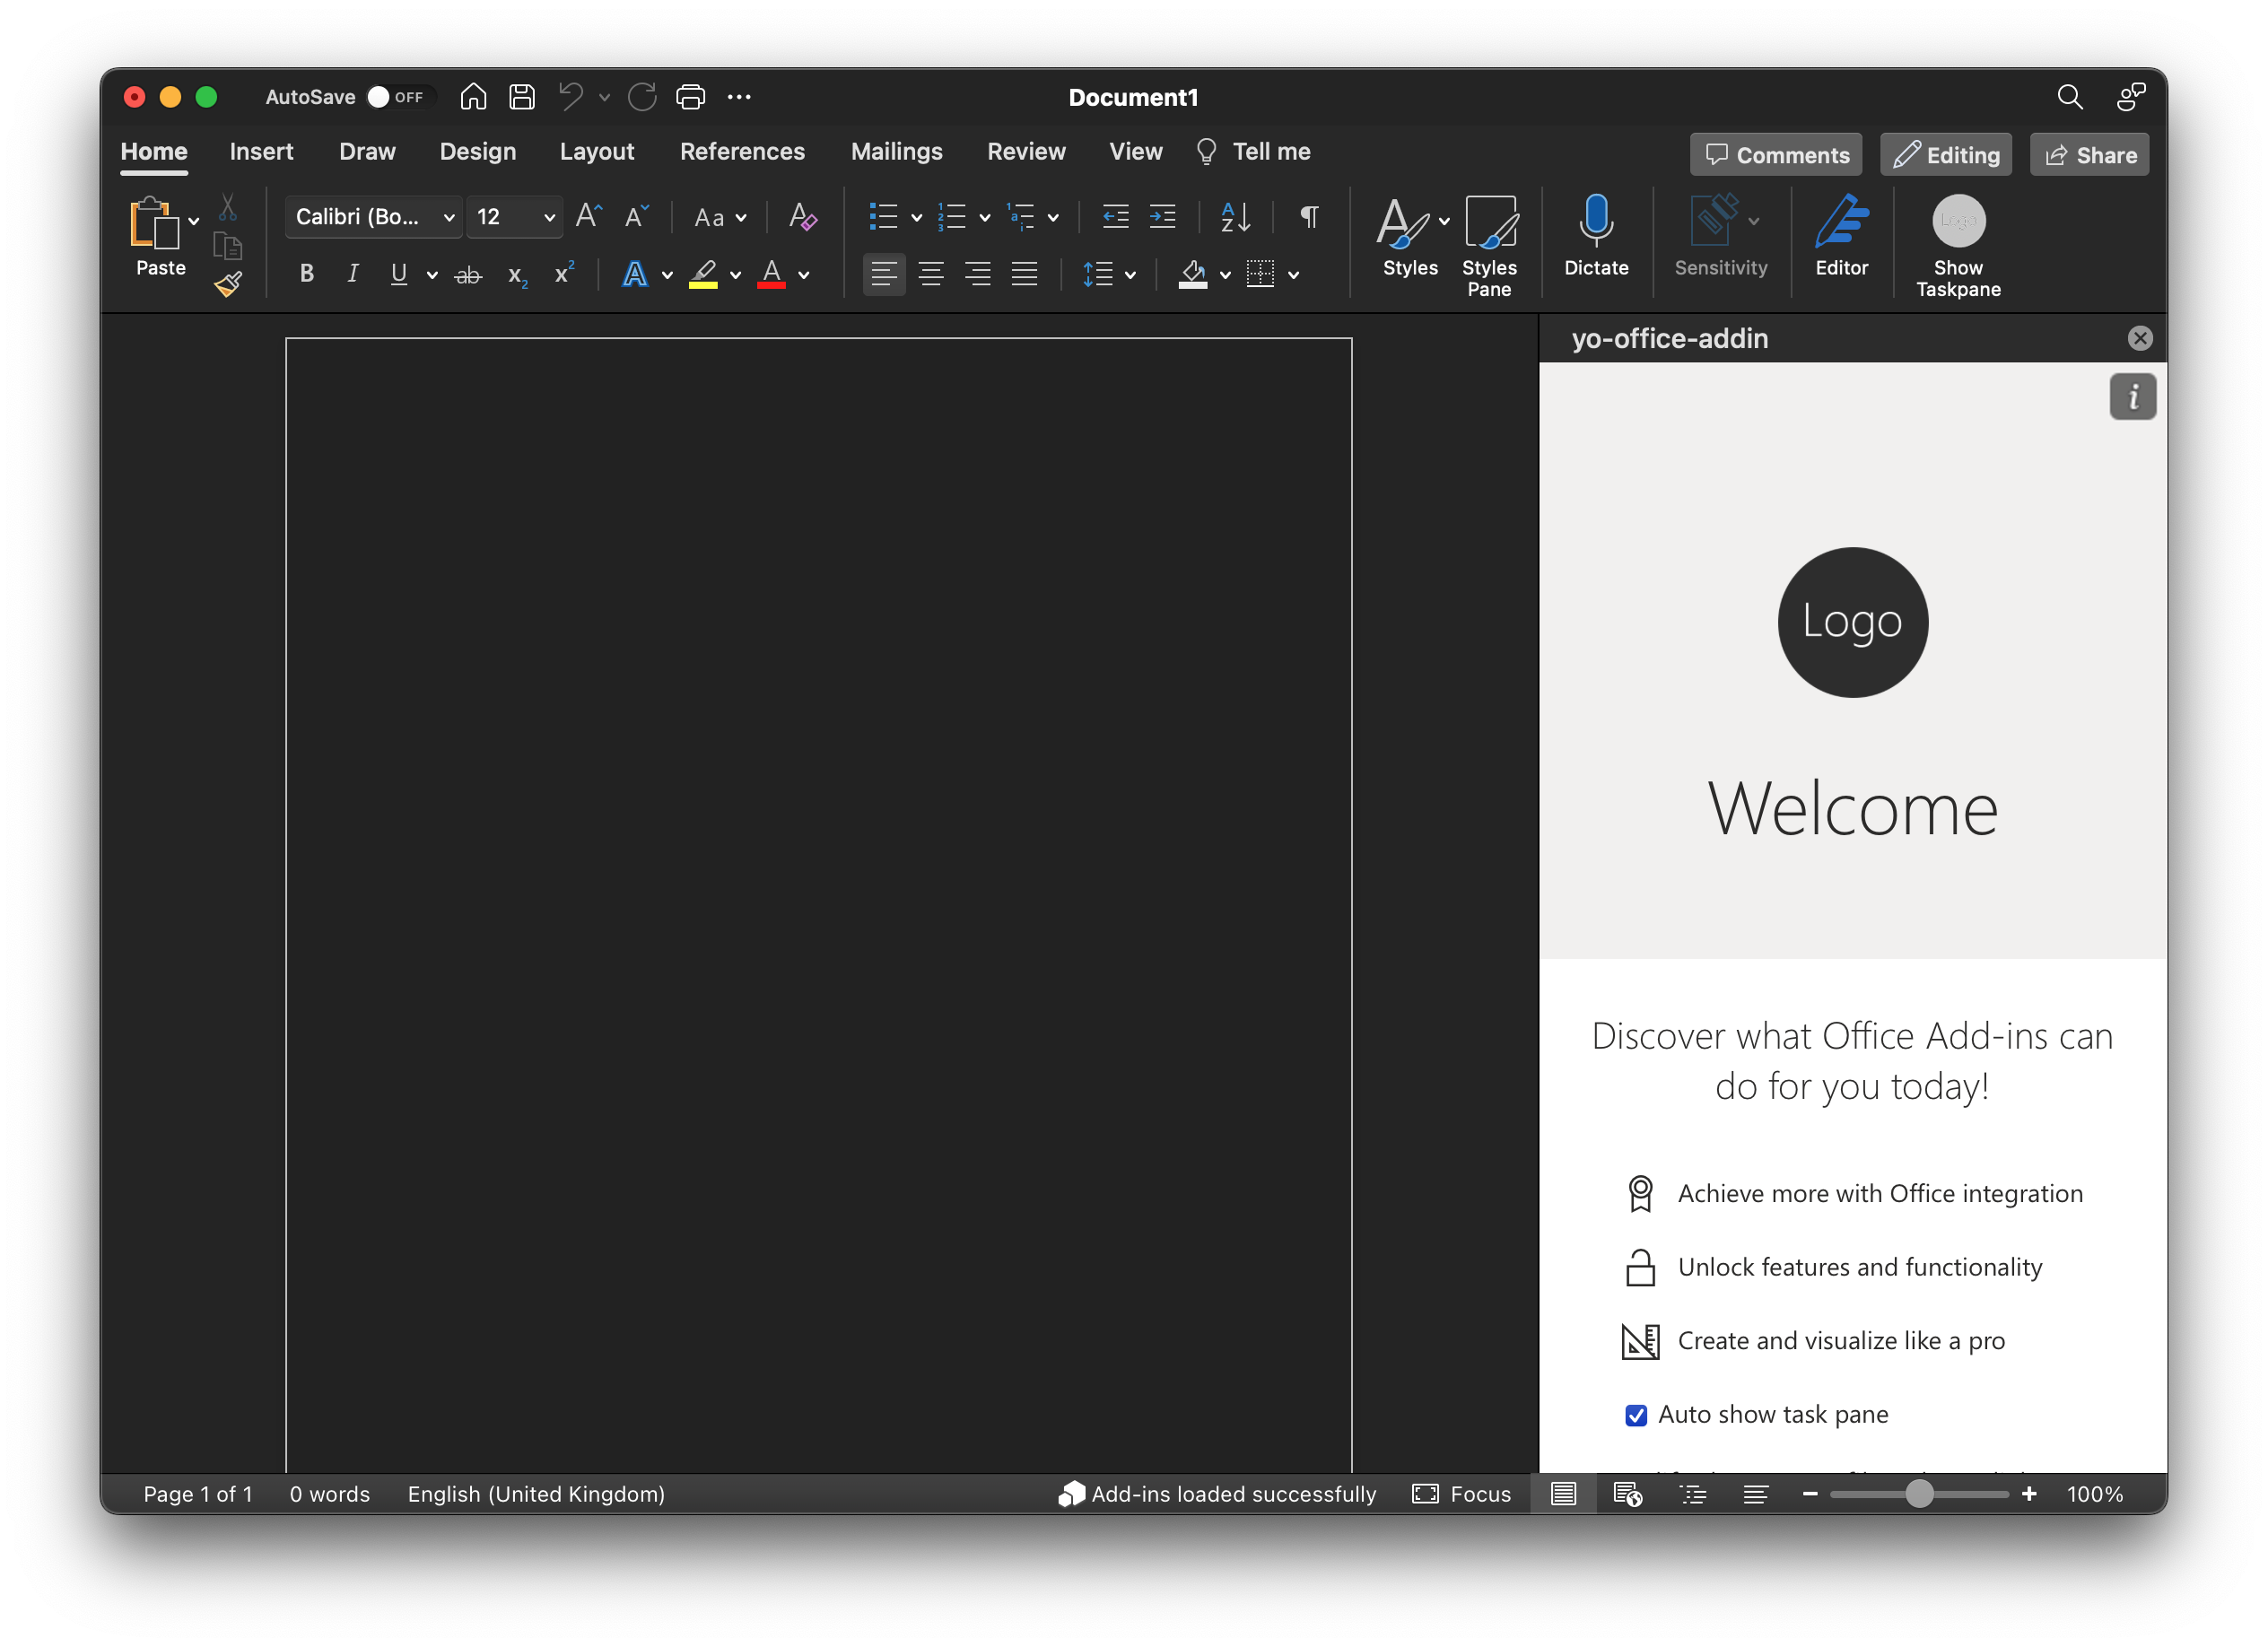 AutoSave OFF Document1
Home Insert Draw Design Layout References Mailings Review View Tell me Comments Editing Share
Paste
Calibri (Bo... 12 Aa
B I U ab x₂ x²
Styles
Styles Pane
Dictate
Sensitivity
Editor
Logo
Show Taskpane
yo-office-addin
Logo
Welcome
Discover what Office Add-ins can
do for you today!
Achieve more with Office integration
Unlock features and functionality
Create and visualize like a pro
Auto show task pane
Page 1 of 1 0 words English (United Kingdom) Add-ins loaded successfully Focus 100%